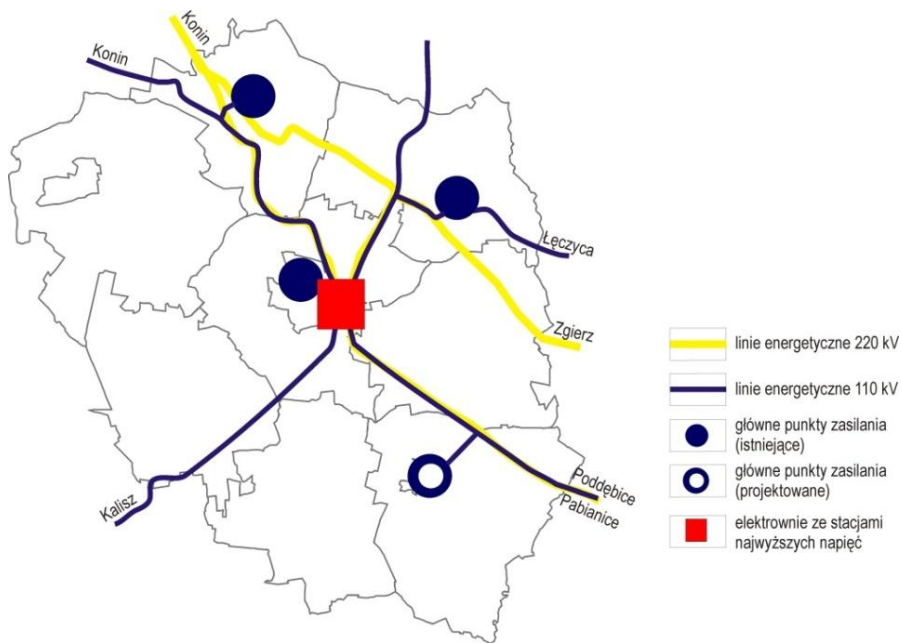 Konin
Konin
Łęczyca
Zgierz
Kalisz
Poddębice
Pabianice
linie energetyczne 220 kV
linie energetyczne 110 kV
główne punkty zasilania
(istniejące)
główne punkty zasilania
(projektowane)
elektrownie ze stacjami
najwyższych napięć